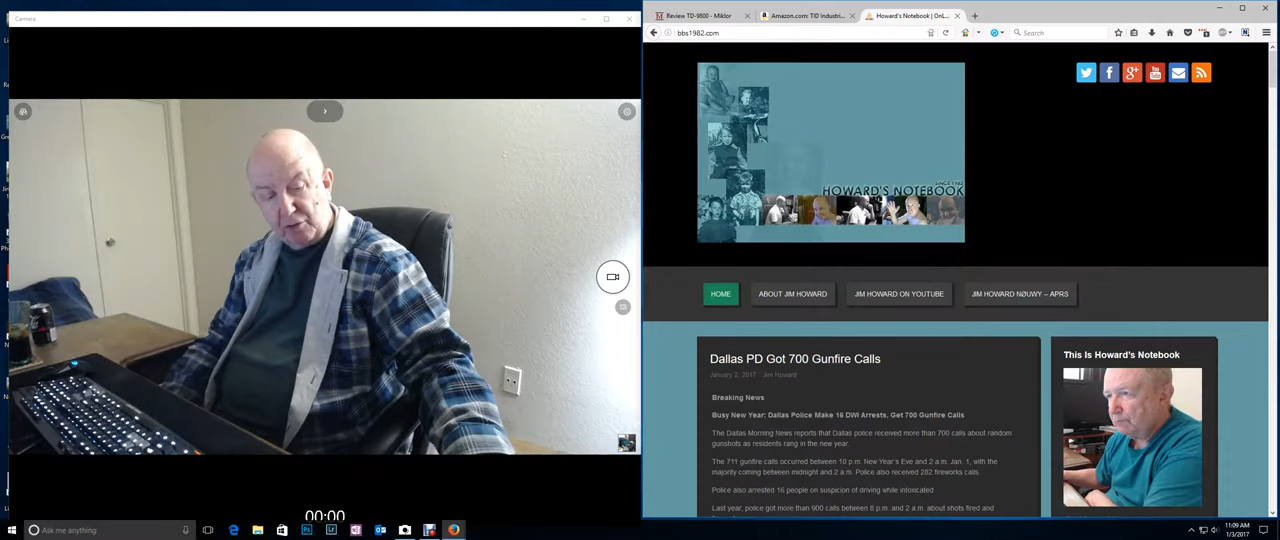 Camera
Review TD-9800 - Miklor
Amazon.com: TID Industri...
Howard's Notebook | OnL...
bbs1982.com
Search
SINCE 1982
HOWARD'S NOTEBOOK
HOME
ABOUT JIM HOWARD
JIM HOWARD ON YOUTUBE
JIM HOWARD NØUWY – APRS
Dallas PD Got 700 Gunfire Calls
January 2, 2017
Jim Howard
Breaking News
Busy New Year: Dallas Police Make 16 DWI Arrests, Get 700 Gunfire Calls
The Dallas Morning News reports that Dallas police received more than 700 calls about random
gunshots as residents rang in the new year.
The 711 gunfire calls occurred between 10 p.m. New Year's Eve and 2 a.m. Jan. 1, with the
majority coming between midnight and 2 a.m. Police also received 282 fireworks calls.
Police also arrested 16 people on suspicion of driving while intoxicated.
Last year, police got more than 900 calls between 8 p.m. and 2 a.m. about shots fired and
This Is Howard's Notebook
00:00
Ask me anything
11:09 AM
1/3/2017